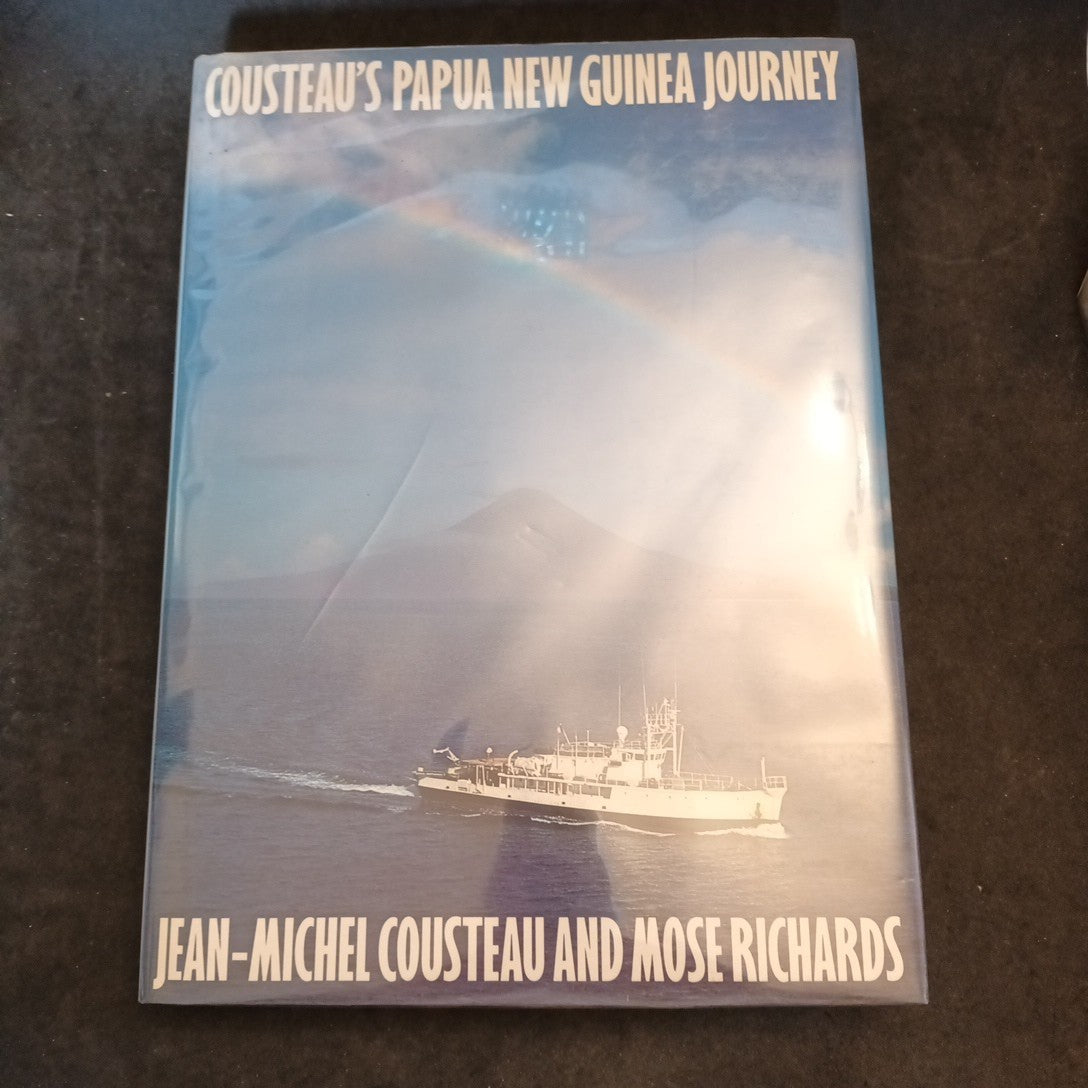 COUSTEAU'S PAPUA NEW GUINEA JOURNEY
JEAN-MICHEL COUSTEAU AND MOSE RICHARDS